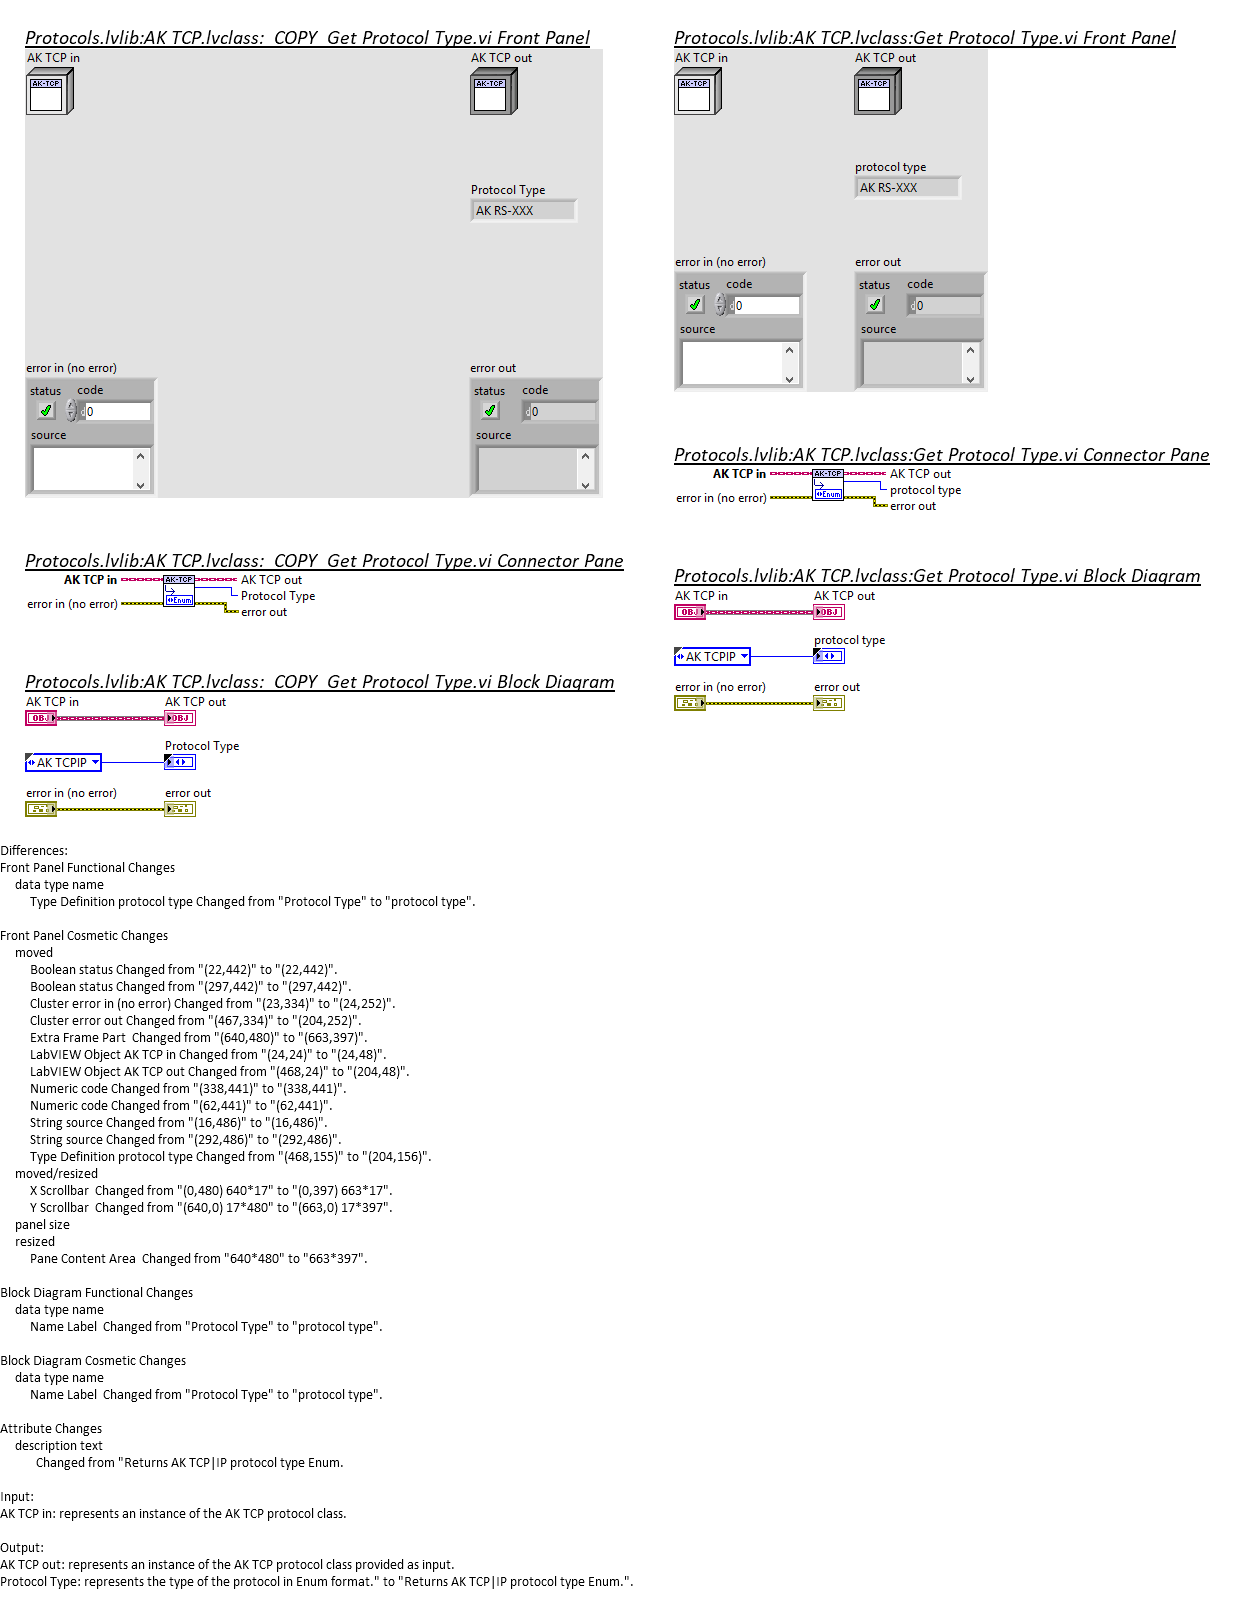 Protocols.lvlib:AK TCP.lvclass:  COPY  Get Protocol Type.vi Front Panel
AK TCP in
AK TCP out
AK-TCP
AK-TCP
Protocol Type
AK RS-XXX
error in (no error)
error out
status
code
status
code
d0
d0
source
source
Protocols.lvlib:AK TCP.lvclass:  COPY  Get Protocol Type.vi Connector Pane
AK TCP in
AK-TCP
AK TCP out
Protocol Type
error in (no error)
Enum
error out
Protocols.lvlib:AK TCP.lvclass:  COPY  Get Protocol Type.vi Block Diagram
AK TCP in
AK TCP out
OBJ
OBJ
Protocol Type
AK TCPIP
error in (no error)
error out
Protocols.lvlib:AK TCP.lvclass:Get Protocol Type.vi Front Panel
AK TCP in
AK TCP out
AK-TCP
AK-TCP
protocol type
AK RS-XXX
error in (no error)
error out
status
code
status
code
d0
d0
source
source
Protocols.lvlib:AK TCP.lvclass:Get Protocol Type.vi Connector Pane
AK TCP in
AK-TCP
AK TCP out
protocol type
error in (no error)
Enum
error out
Protocols.lvlib:AK TCP.lvclass:Get Protocol Type.vi Block Diagram
AK TCP in
AK TCP out
OBJ
OBJ
protocol type
AK TCPIP
error in (no error)
error out
Differences:
Front Panel Functional Changes
data type name
Type Definition protocol type Changed from "Protocol Type" to "protocol type".
Front Panel Cosmetic Changes
moved
Boolean status Changed from "(22,442)" to "(22,442)".
Boolean status Changed from "(297,442)" to "(297,442)".
Cluster error in (no error) Changed from "(23,334)" to "(24,252)".
Cluster error out Changed from "(467,334)" to "(204,252)".
Extra Frame Part  Changed from "(640,480)" to "(663,397)".
LabVIEW Object AK TCP in Changed from "(24,24)" to "(24,48)".
LabVIEW Object AK TCP out Changed from "(468,24)" to "(204,48)".
Numeric code Changed from "(338,441)" to "(338,441)".
Numeric code Changed from "(62,441)" to "(62,441)".
String source Changed from "(16,486)" to "(16,486)".
String source Changed from "(292,486)" to "(292,486)".
Type Definition protocol type Changed from "(468,155)" to "(204,156)".
moved/resized
X Scrollbar  Changed from "(0,480) 640*17" to "(0,397) 663*17".
Y Scrollbar  Changed from "(640,0) 17*480" to "(663,0) 17*397".
panel size
resized
Pane Content Area  Changed from "640*480" to "663*397".
Block Diagram Functional Changes
data type name
Name Label  Changed from "Protocol Type" to "protocol type".
Block Diagram Cosmetic Changes
data type name
Name Label  Changed from "Protocol Type" to "protocol type".
Attribute Changes
description text
Changed from "Returns AK TCP|IP protocol type Enum.
Input:
AK TCP in: represents an instance of the AK TCP protocol class.
Output:
AK TCP out: represents an instance of the AK TCP protocol class provided as input.
Protocol Type: represents the type of the protocol in Enum format." to "Returns AK TCP|IP protocol type Enum.".